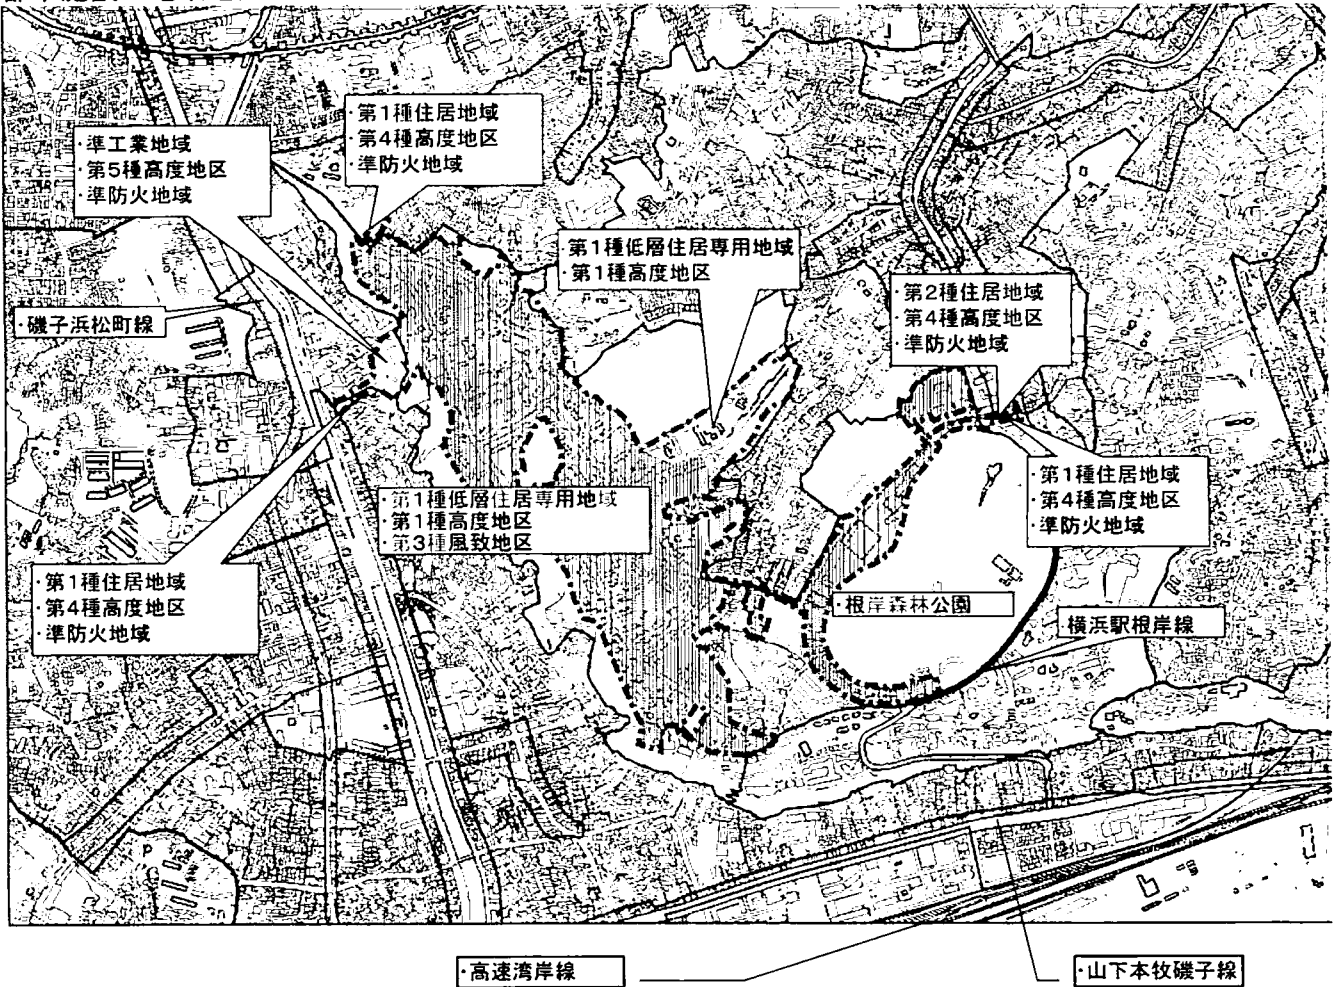 ・第1種住居地域
・第4種高度地区
・準防火地域
・準工業地域
・第5種高度地区
・準防火地域
・第1種低層住居専用地域
・第1種高度地区
・第2種住居地域
・第4種高度地区
・準防火地域
・磯子浜松町線
・第1種住居地域
・第4種高度地区
・準防火地域
・第1種低層住居専用地域
・第1種高度地区
・第3種風致地区
・第1種住居地域
・第4種高度地区
・準防火地域
・根岸森林公園
横浜駅根岸線
・高速湾岸線
・山下本牧磯子線